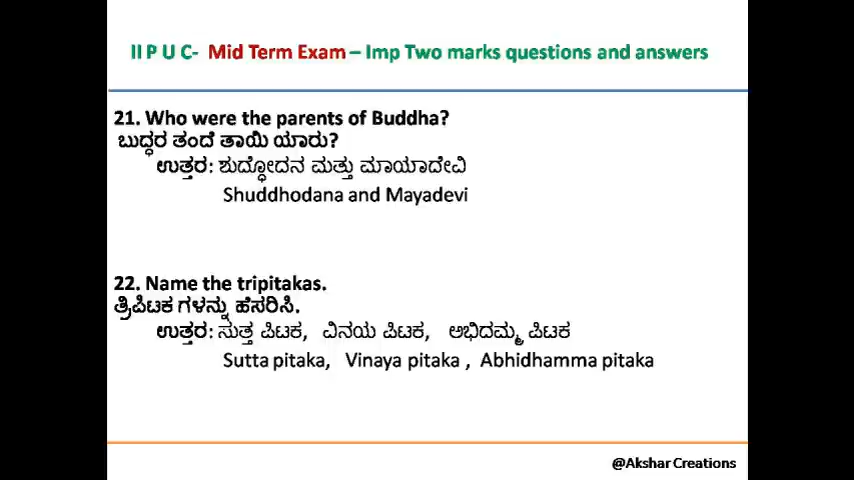 II P U C- Mid Term Exam – Imp Two marks questions and answers
21. Who were the parents of Buddha?
ಬುದ್ಧರ ತಂದೆ ತಾಯಿ ಯಾರು?
ಉತ್ತರ: ಶುದ್ಧೋದನ ಮತ್ತು ಮಾಯಾದೇವಿ
Shuddhodana and Mayadevi
22. Name the tripitakas.
ತ್ರಿಪಿಟಕ ಗಳನ್ನು ಹೆಸರಿಸಿ.
ಉತ್ತರ: ಸುತ್ತ ಪಿಟಕ, ವಿನಯ ಪಿಟಕ, ಅಭಿದಮ್ಮ ಪಿಟಕ
Sutta pitaka, Vinaya pitaka , Abhidhamma pitaka
@Akshar Creations